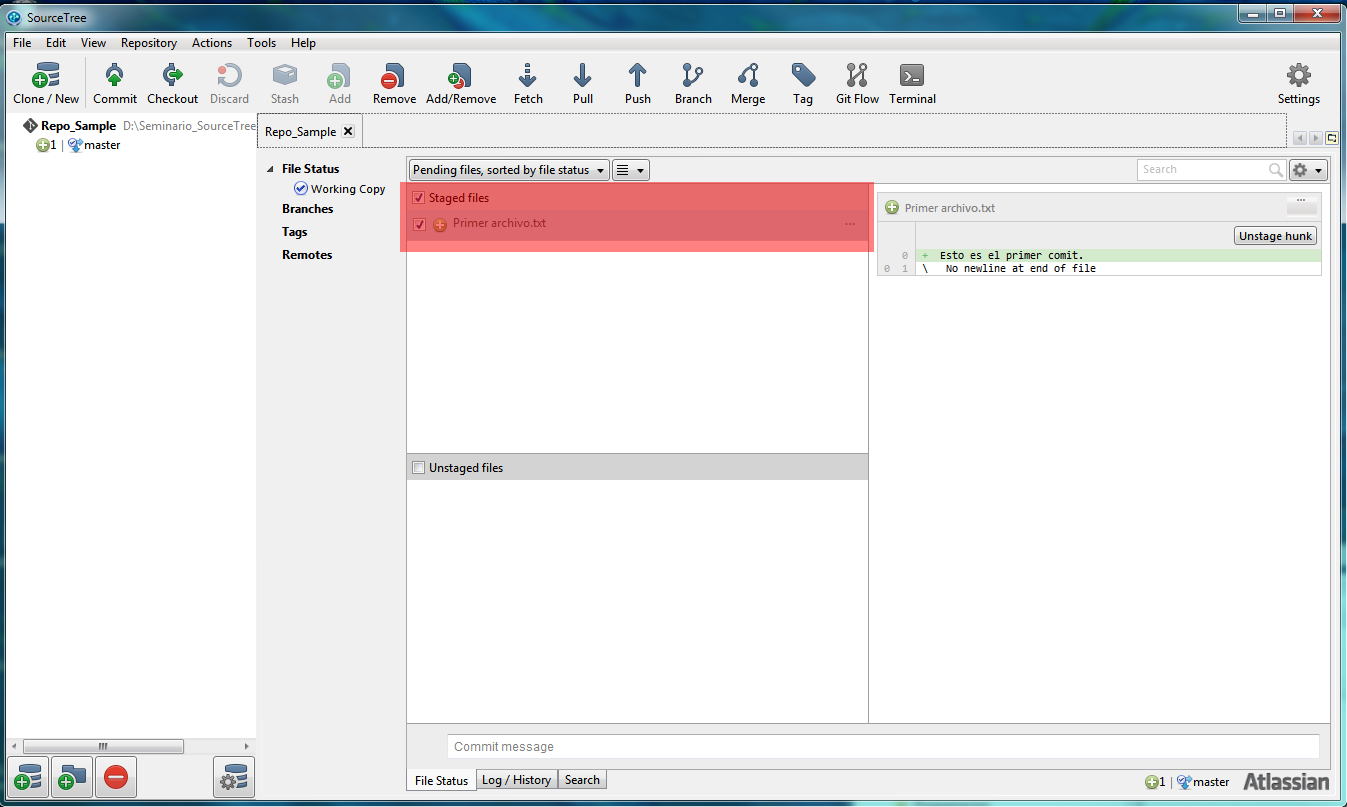 SourceTree
File Edit View Repository Actions Tools Help
Clone / New Commit Checkout Discard Stash Add Remove Add/Remove Fetch Pull Push Branch Merge Tag Git Flow Terminal Settings
Repo_Sample D:\Seminario_SourceTree
1 | master
Repo_Sample
File Status
Working Copy
Branches
Tags
Remotes
Pending files, sorted by file status
Search
Staged files
Primer archivo.txt ...
Unstaged files
Primer archivo.txt ...
Unstage hunk
0 + Esto es el primer comit.
0 1 \ No newline at end of file
Commit message
File Status Log / History Search
1 | master Atlassian